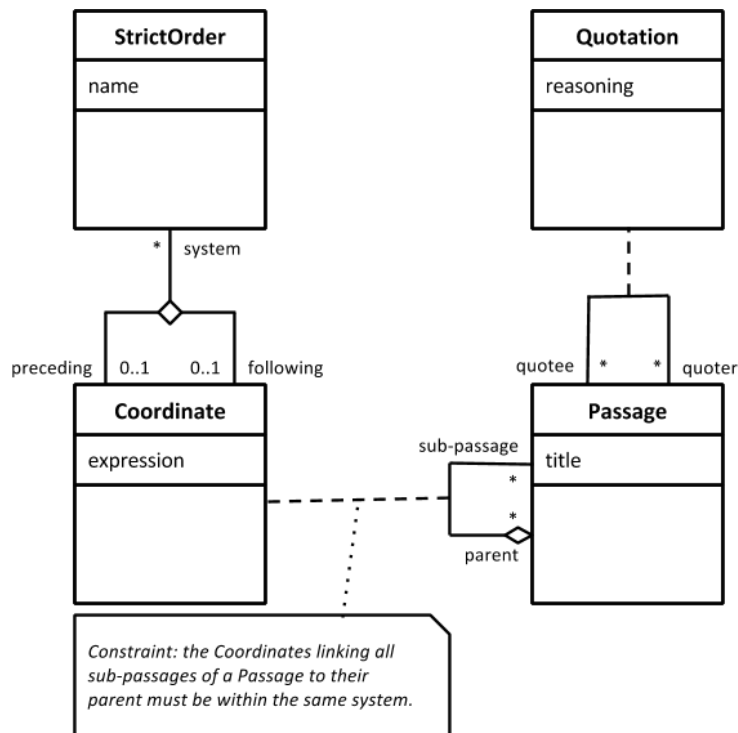 StrictOrder
name
Quotation
reasoning
* system
preceding 0..1 0..1 following
quotee * * quoter
Coordinate
expression
Passage
title
sub-passage
*
*
parent
Constraint: the Coordinates linking all
sub-passages of a Passage to their
parent must be within the same system.